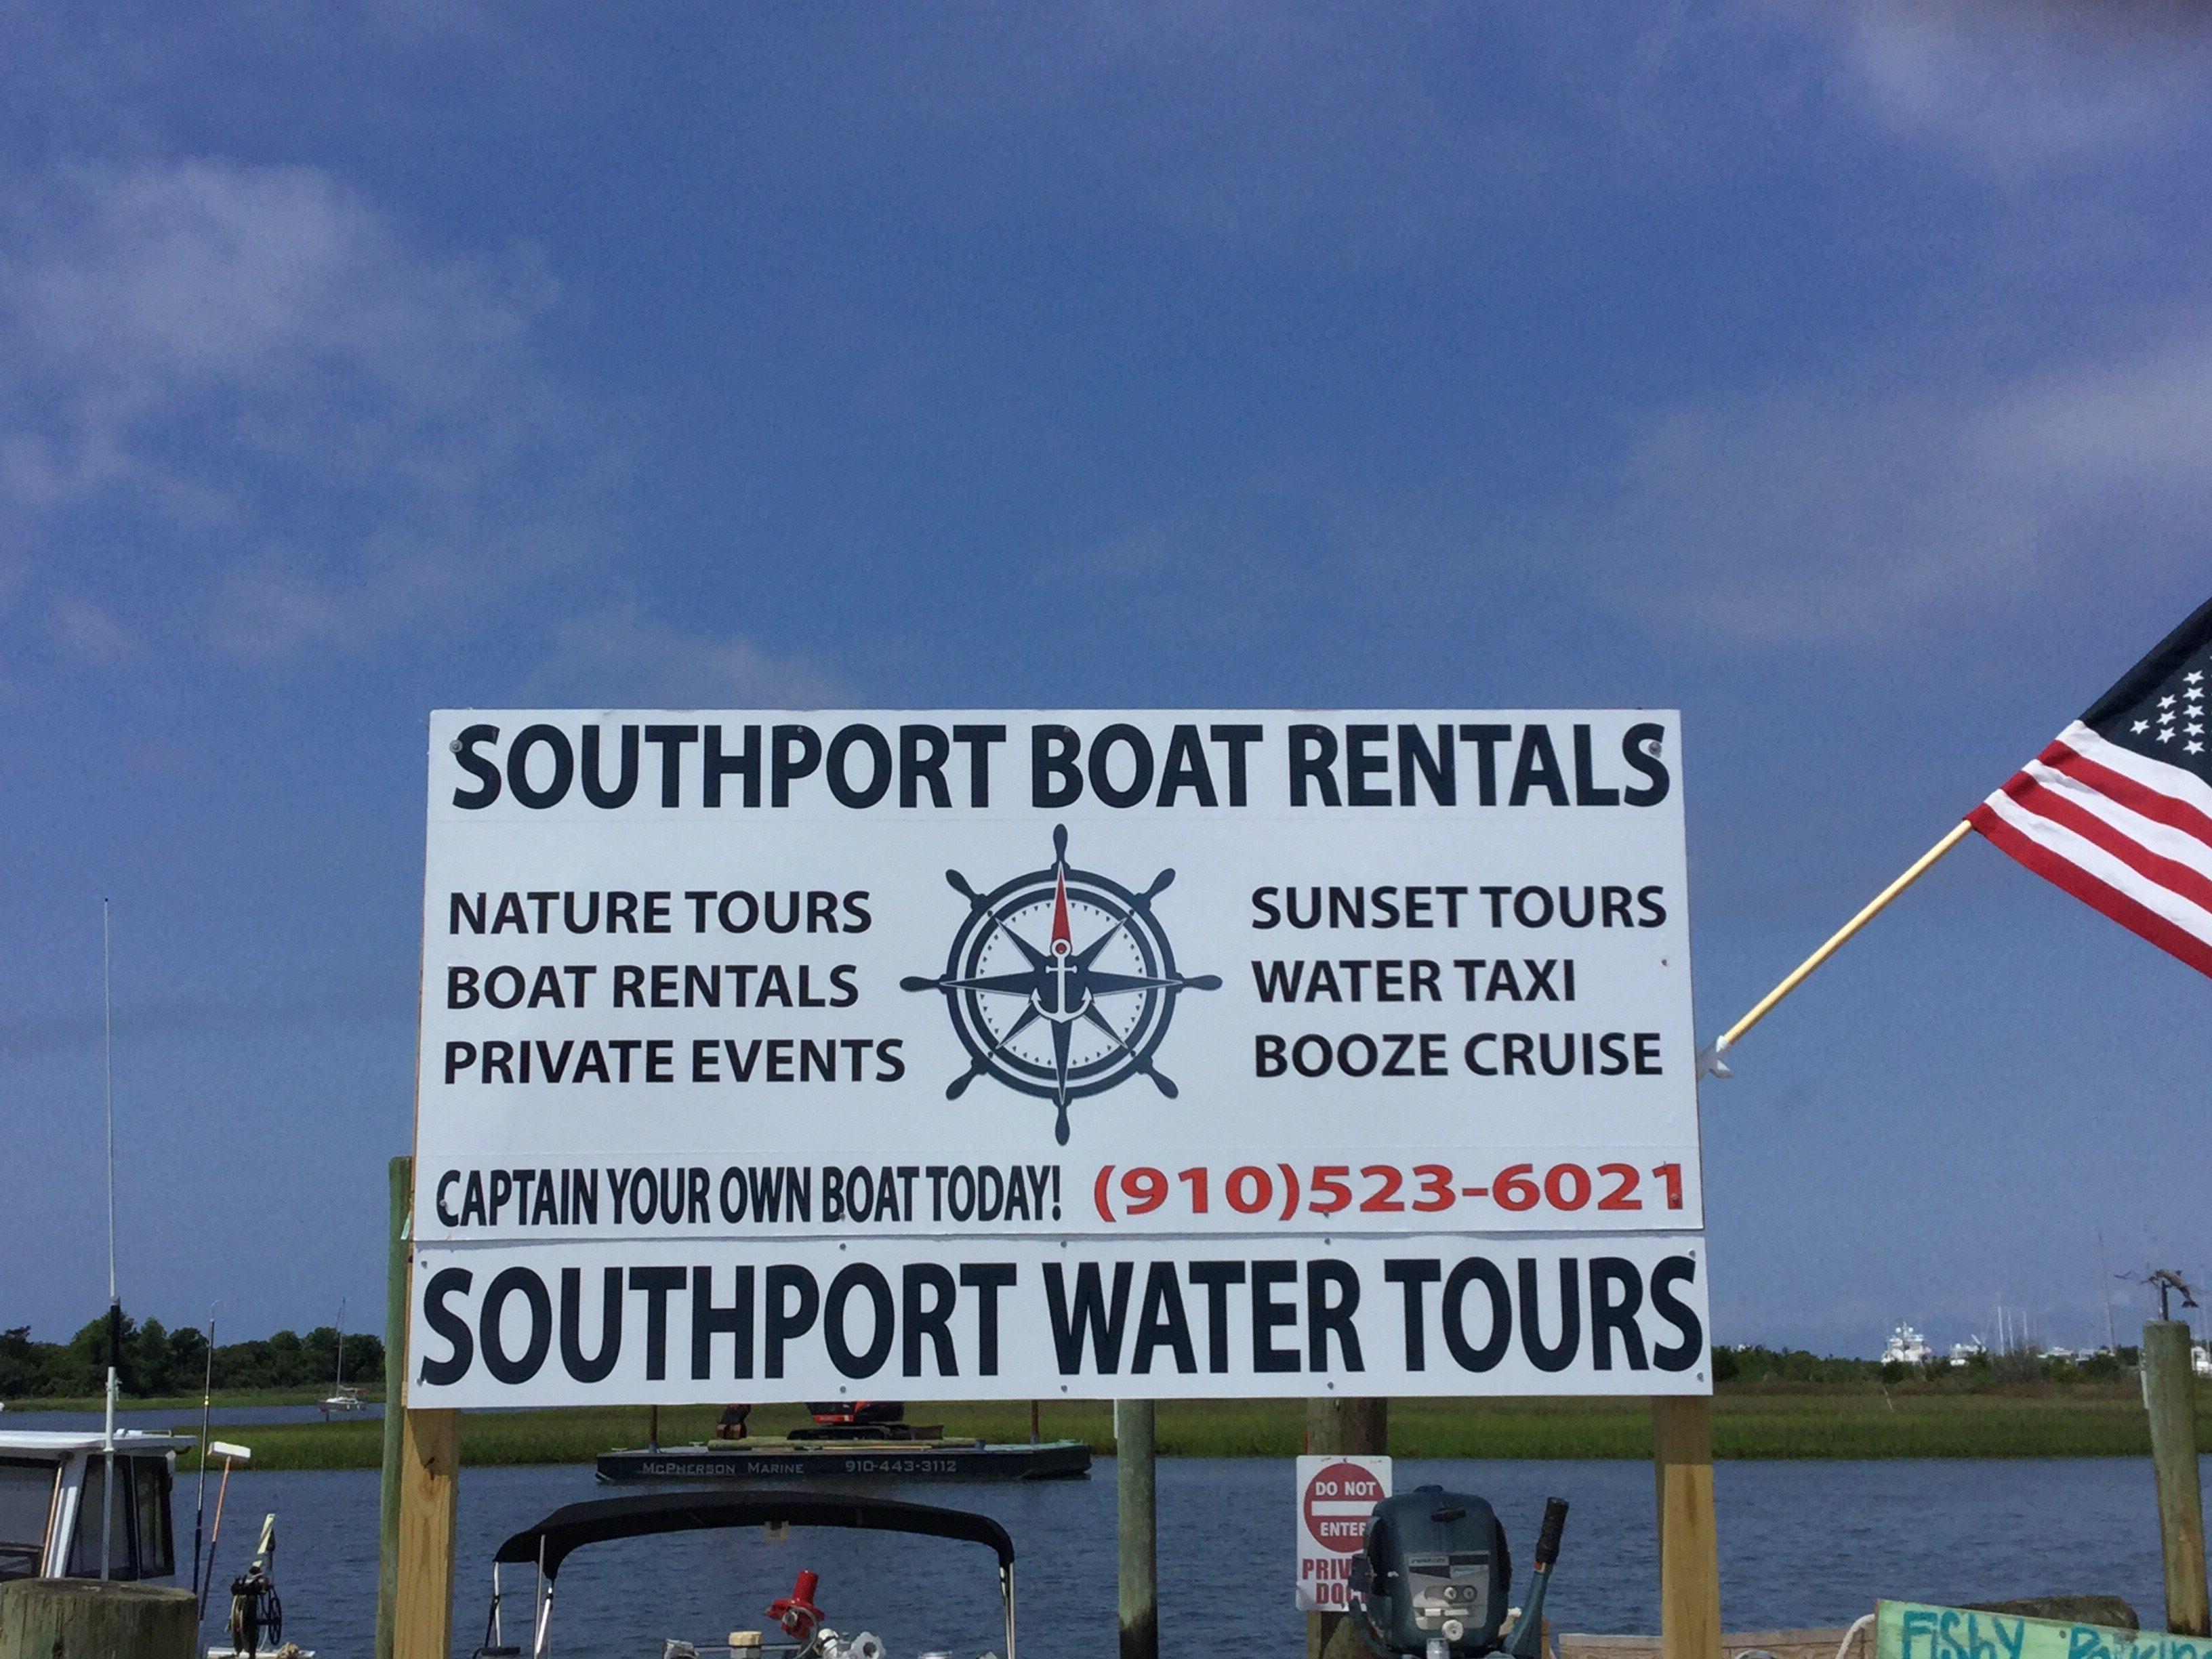 SOUTHPORT BOAT RENTALS
NATURE TOURS
BOAT RENTALS
PRIVATE EVENTS
SUNSET TOURS
WATER TAXI
BOOZE CRUISE
CAPTAIN YOUR OWN BOAT TODAY! (910)523-6021
SOUTHPORT WATER TOURS
McPherson Marine 910-443-3112
DO NOT
ENTER
FiShY